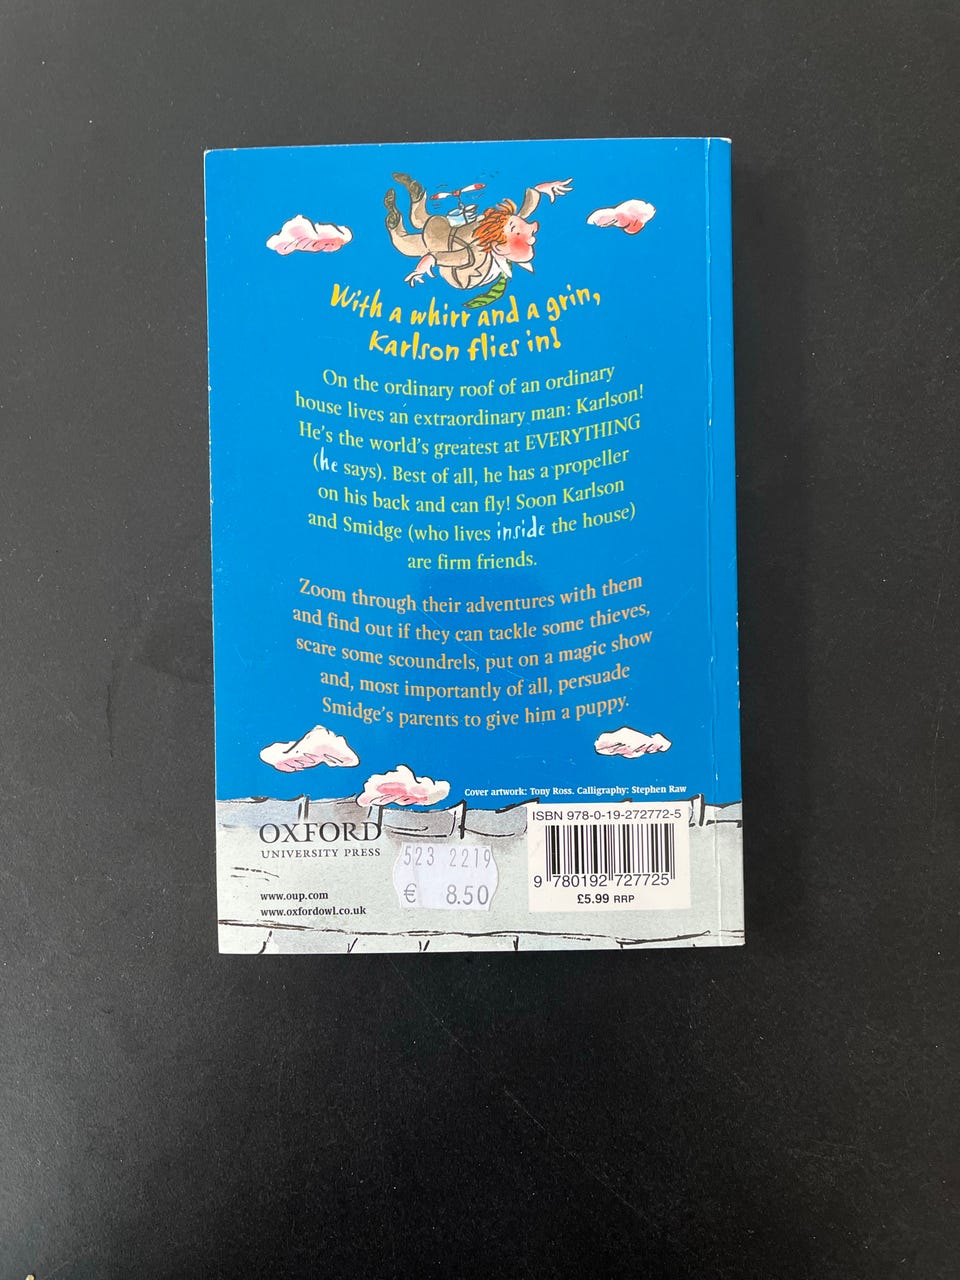 With a whirr and a grin,
Karlson flies in!
On the ordinary roof of an ordinary
house lives an extraordinary man: Karlson!
He's the world's greatest at EVERYTHING
(he says). Best of all, he has a propeller
on his back and can fly! Soon Karlson
and Smidge (who lives inside the house)
are firm friends.
Zoom through their adventures with them
and find out if they can tackle some thieves,
scare some scoundrels, put on a magic show
and, most importantly of all, persuade
Smidge's parents to give him a puppy.
Cover artwork: Tony Ross. Calligraphy: Stephen Raw
OXFORD
UNIVERSITY PRESS
www.oup.com
www.oxfordowl.co.uk
523 2219
€ 8.50
ISBN 978-0-19-272772-5
9 780192 727725
£5.99 RRP